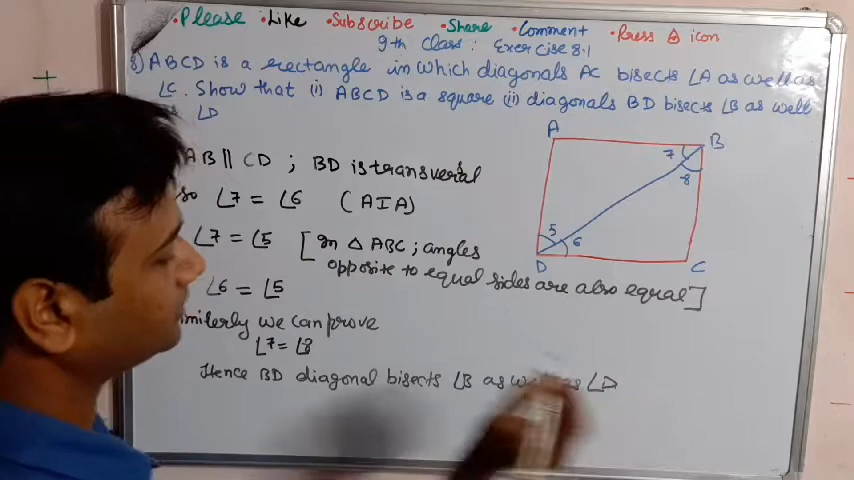 •Please •Like •Subscribe •Share •Comment •Press icon
9th class: Exercise 8.1
8) ABCD is a rectangle in which diagonals AC bisects ∠A as well as
∠C. Show that (i) ABCD is a square (ii) diagonals BD bisects ∠B as well
∠D
AB || CD ; BD is transversal
so ∠7 = ∠6 (AIA)
∠7 = ∠5 [In △ ABC; angles
opposite to equal sides are also equal]
∠6 = ∠5
we can prove
∠7 = ∠8
Hence BD diagonal bisects ∠B as well as ∠D
A
B
7
8
5
6
D
C